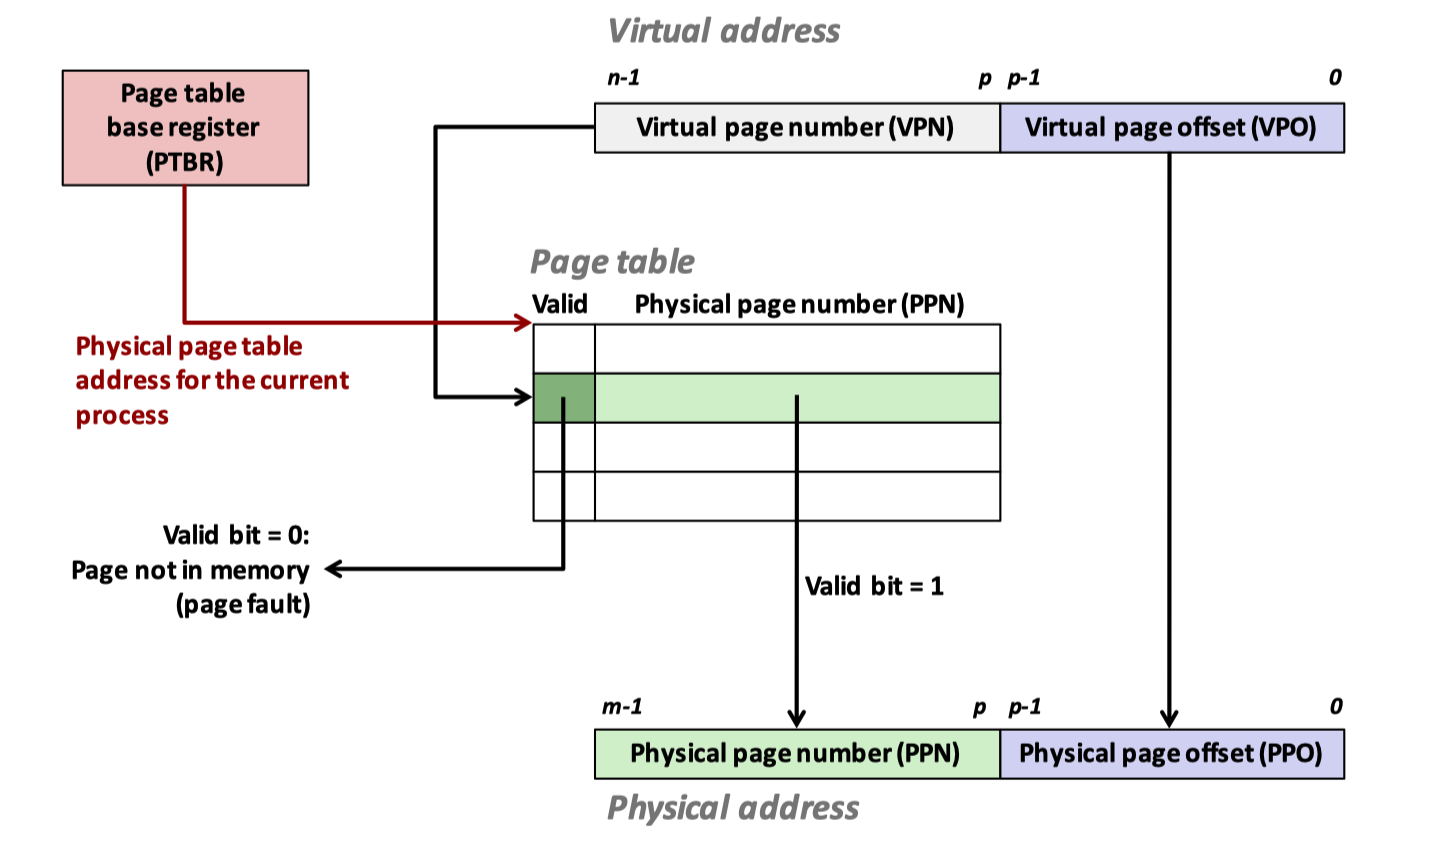 Virtual address
n-1
p
p-1
0
Page table
base register
(PTBR)
Virtual page number (VPN)
Virtual page offset (VPO)
Page table
Valid
Physical page number (PPN)
Physical page table
address for the current
process
Valid bit = 0:
Page not in memory
(page fault)
Valid bit = 1
m-1
p
p-1
0
Physical page number (PPN)
Physical page offset (PPO)
Physical address